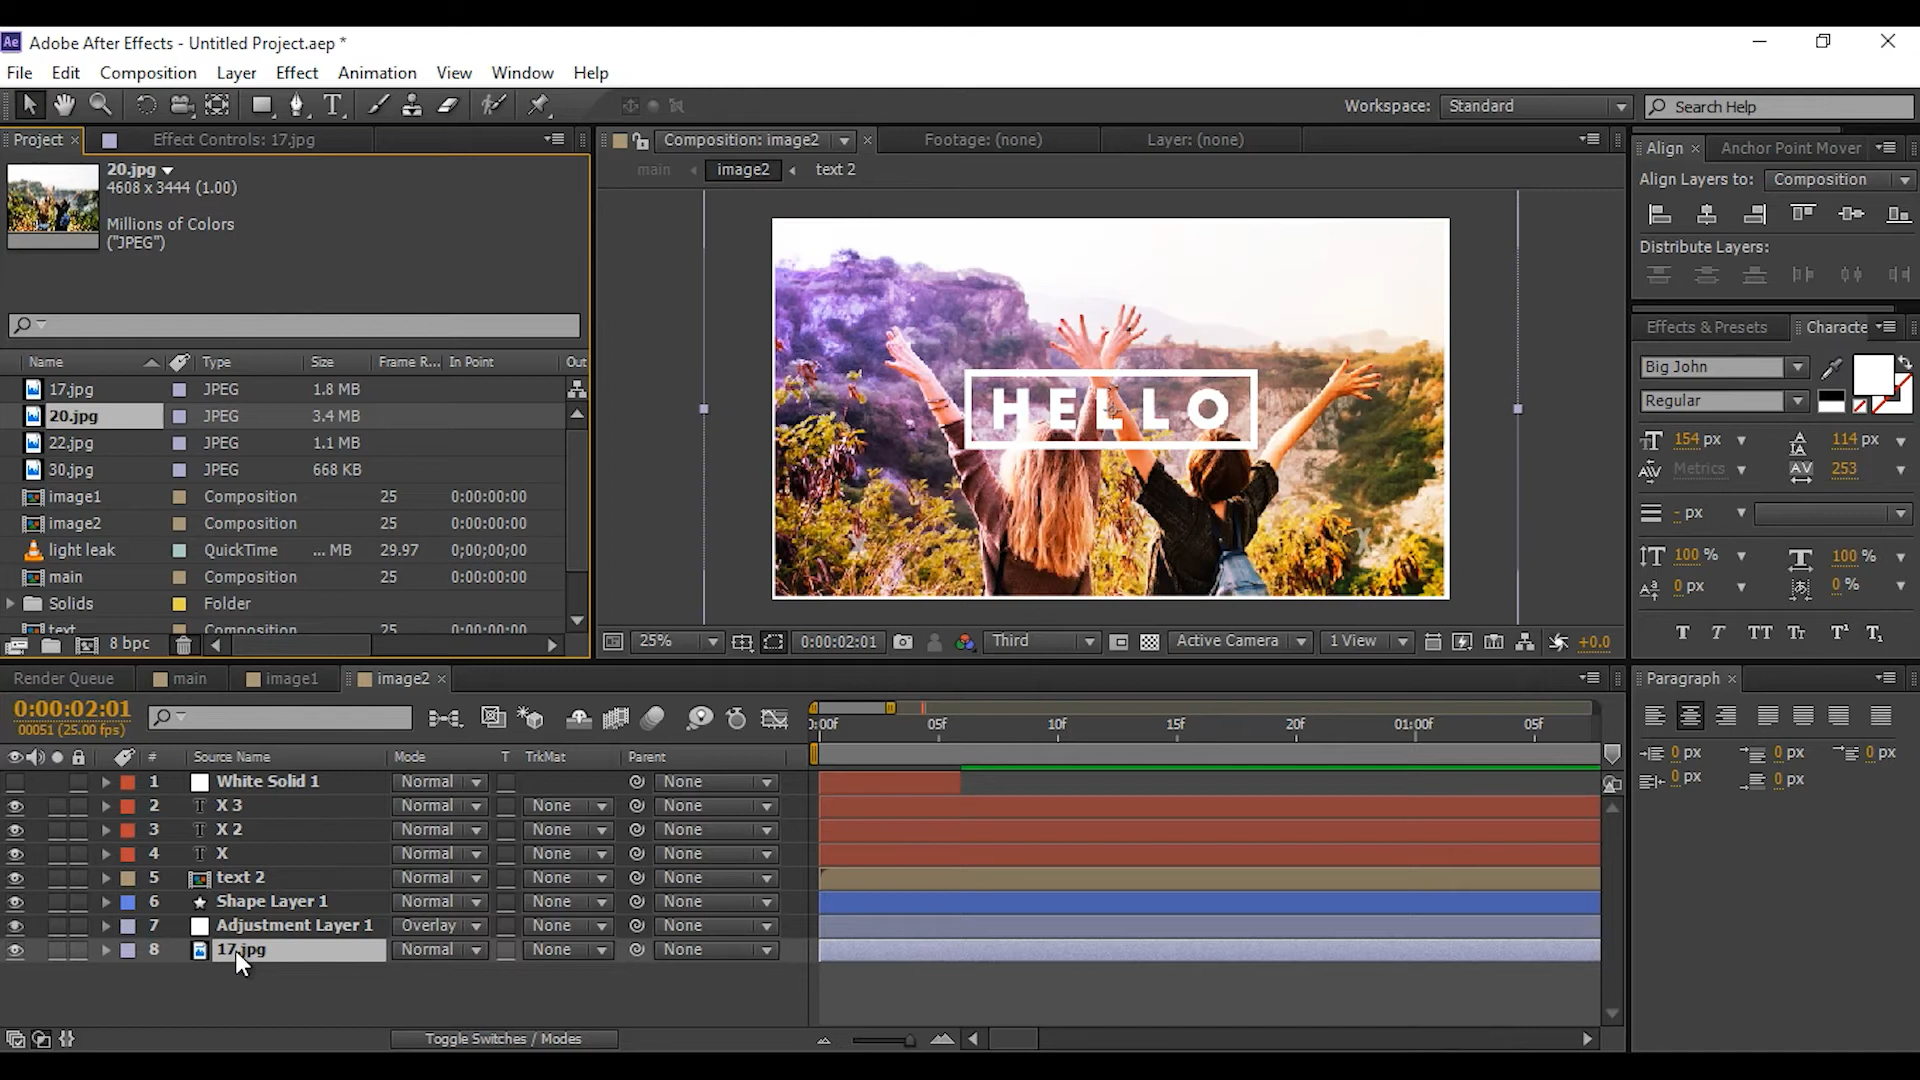 Ae Adobe After Effects - Untitled Project.aep *
File Edit Composition Layer Effect Animation View Window Help
Workspace: Standard Search Help
Project × Effect Controls: 17.jpg
20.jpg
4608 x 3444 (1.00)
Millions of Colors
("JPEG")
Name Type Size Frame R... In Point Out
17.jpg JPEG 1.8 MB
20.jpg JPEG 3.4 MB
22.jpg JPEG 1.1 MB
30.jpg JPEG 668 KB
image1 Composition 25 0:00:00:00
image2 Composition 25 0:00:00:00
light leak QuickTime ... MB 29.97 0;00;00;00
main Composition 25 0:00:00:00
Solids Folder
text Composition 25 0:00:00:00
8 bpc
Composition: image2 × Footage: (none) Layer: (none)
main image2 text 2
HELLO
X X
25% 0:00:02:01 Third Active Camera 1 View +0.0
Align × Anchor Point Mover
Align Layers to: Composition
Distribute Layers:
Effects & Presets Characte
Big John
Regular
154 px 114 px
Metrics 253
- px
100 % 100 %
0 px 0 %
T T TT Tr T¹ T₁
Paragraph ×
0 px 0 px 0 px
0 px 0 px
Render Queue main image1 image2 ×
0:00:02:01
00051 (25.00 fps)
):00f 05f 10f 15f 20f 01:00f 05f
# Source Name Mode T TrkMat Parent
1 White Solid 1 Normal None
2 T X 3 Normal None None
3 T X 2 Normal None None
4 T X Normal None None
5 text 2 Normal None None
6 Shape Layer 1 Normal None None
7 Adjustment Layer 1 Overlay None None
8 17.jpg Normal None None
Toggle Switches / Modes